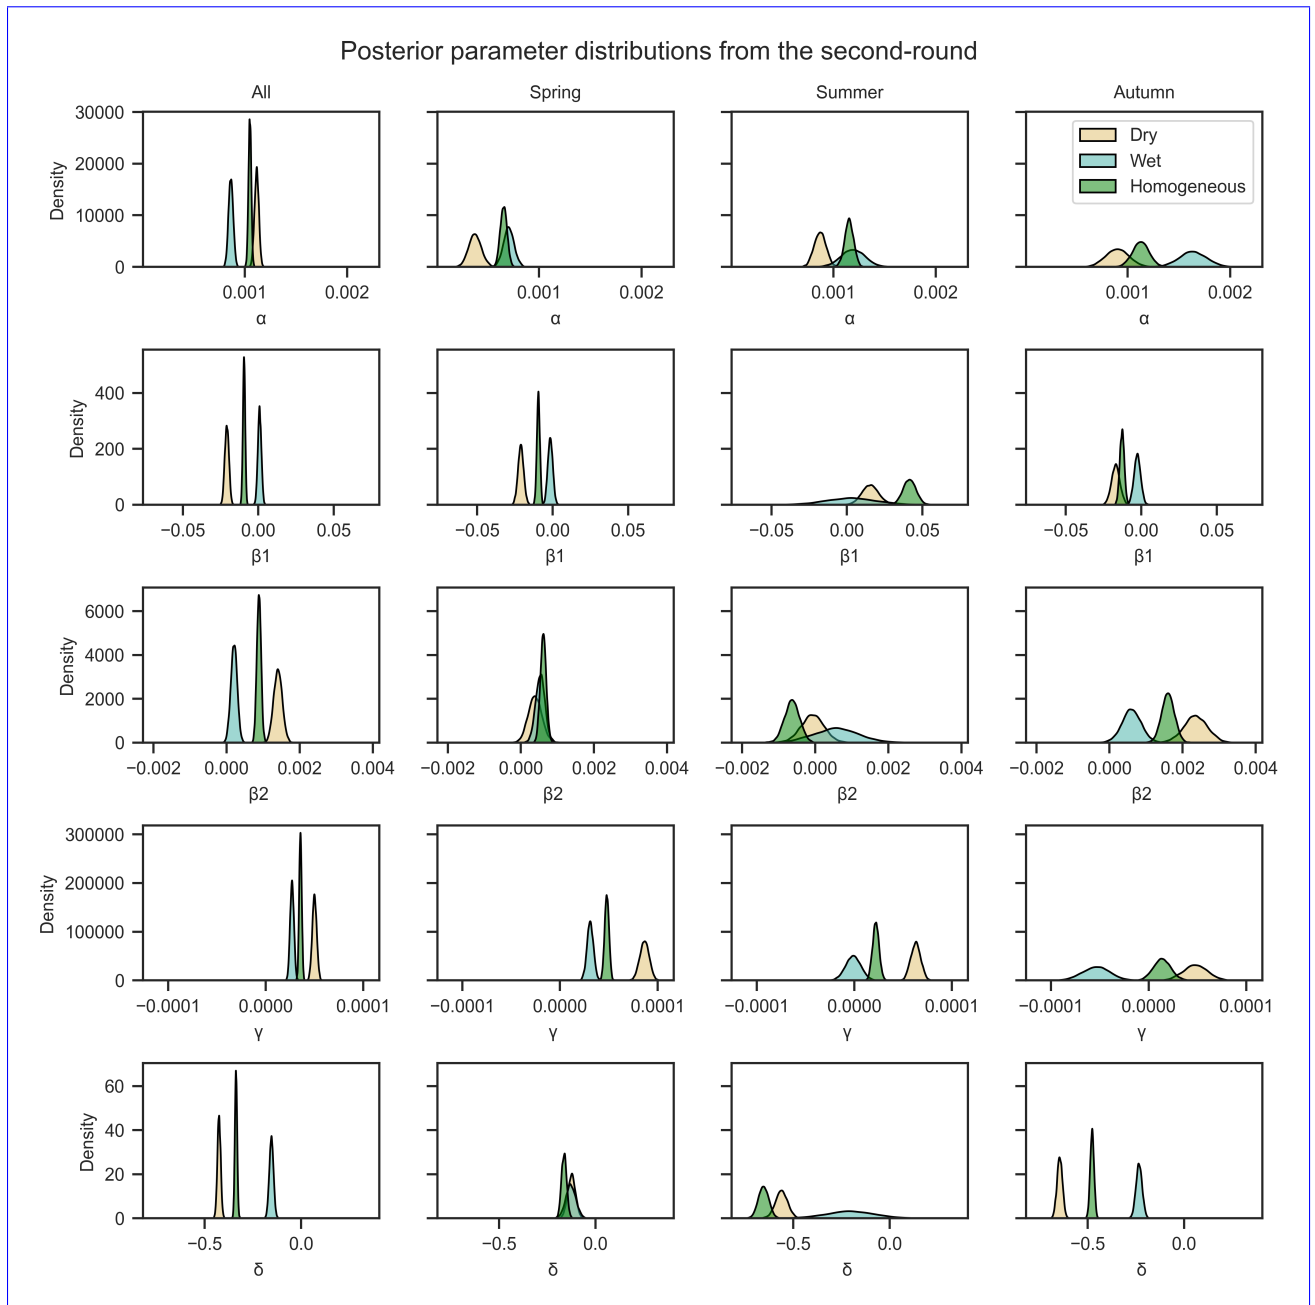 Posterior parameter distributions from the second-round
All Spring Summer Autumn
30000
20000
10000
0
Density
0.001 0.002 0.001 0.002 0.001 0.002 0.001 0.002
α α α α
Dry
Wet
Homogeneous
400
200
0
Density
−0.05 0.00 0.05 −0.05 0.00 0.05 −0.05 0.00 0.05 −0.05 0.00 0.05
β1 β1 β1 β1
6000
4000
2000
0
Density
−0.002 0.000 0.002 0.004 −0.002 0.000 0.002 0.004 −0.002 0.000 0.002 0.004 −0.002 0.000 0.002 0.004
β2 β2 β2 β2
300000
200000
100000
0
Density
−0.0001 0.0000 0.0001 −0.0001 0.0000 0.0001 −0.0001 0.0000 0.0001 −0.0001 0.0000 0.0001
γ γ γ γ
60
40
20
0
Density
−0.5 0.0 −0.5 0.0 −0.5 0.0 −0.5 0.0
δ δ δ δ